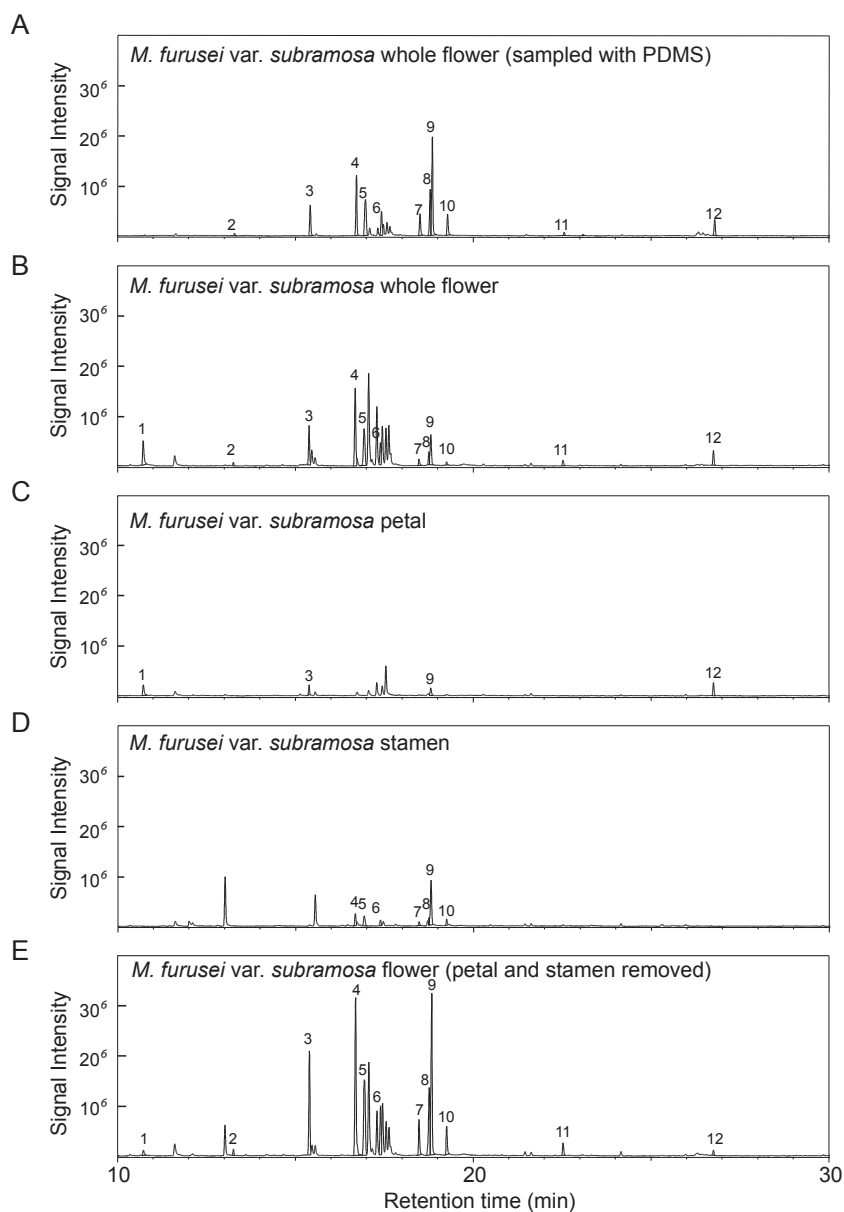 A
M. furusei var. subramosa whole flower (sampled with PDMS)
Signal Intensity
30⁶
20⁶
10⁶
1 2 3 4 5 6 7 8 9 10 11 12
B
M. furusei var. subramosa whole flower
Signal Intensity
30⁶
20⁶
10⁶
1 2 3 4 5 6 7 8 9 10 11 12
C
M. furusei var. subramosa petal
Signal Intensity
30⁶
20⁶
10⁶
1 3 9 12
D
M. furusei var. subramosa stamen
Signal Intensity
30⁶
20⁶
10⁶
4 5 6 7 8 9 10
E
M. furusei var. subramosa flower (petal and stamen removed)
Signal Intensity
30⁶
20⁶
10⁶
1 2 3 4 5 6 7 8 9 10 11 12
10 20 30
Retention time (min)